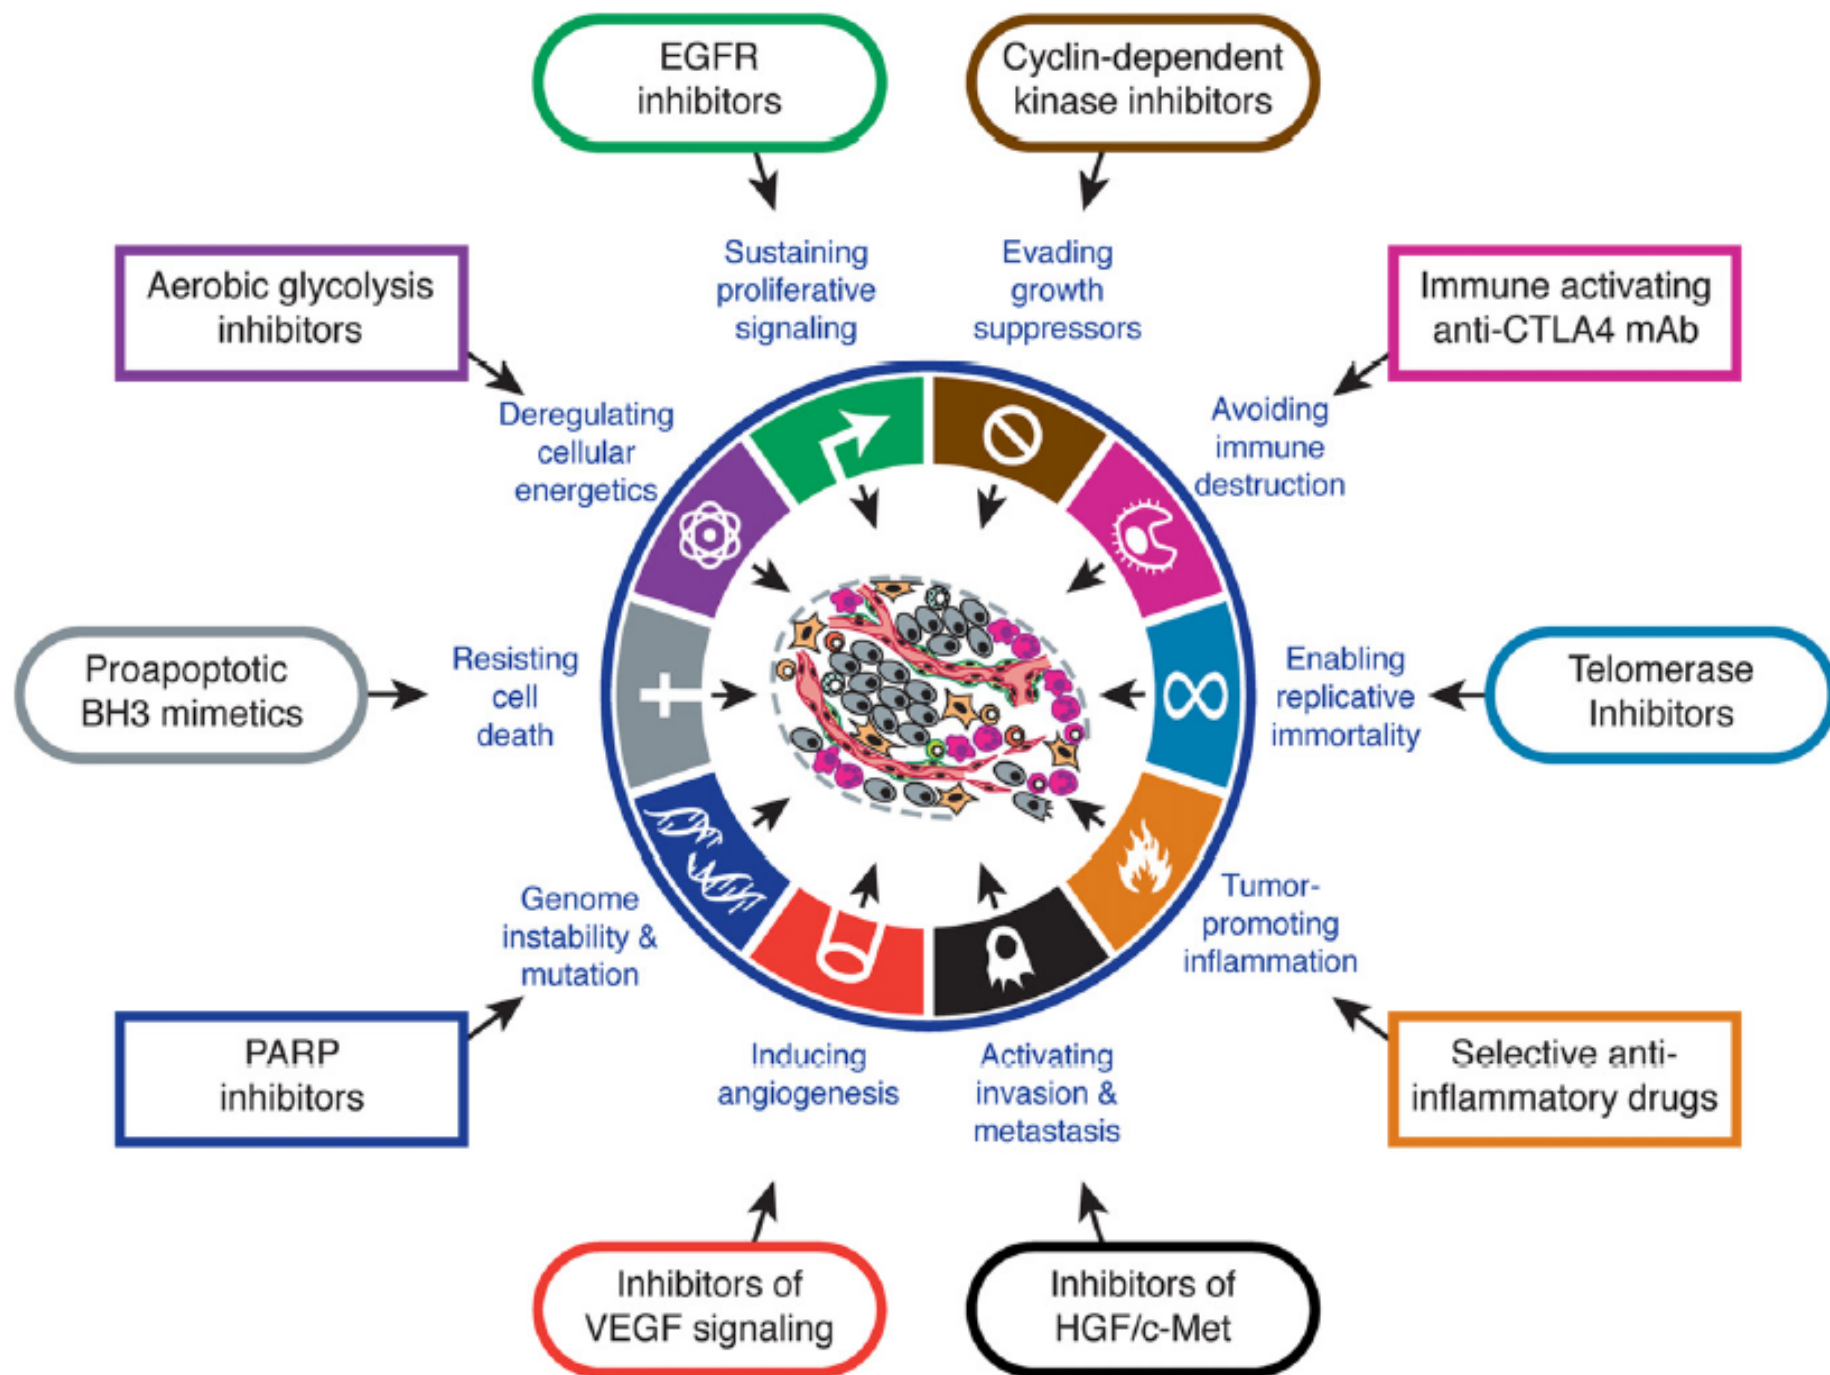 EGFR
inhibitors
Cyclin-dependent
kinase inhibitors
Sustaining
proliferative
signaling
Evading
growth
suppressors
Aerobic glycolysis
inhibitors
Immune activating
anti-CTLA4 mAb
Deregulating
cellular
energetics
Avoiding
immune
destruction
Proapoptotic
BH3 mimetics
Resisting
cell
death
Enabling
replicative
immortality
Telomerase
Inhibitors
Genome
instability &
mutation
Tumor-
promoting
inflammation
PARP
inhibitors
Inducing
angiogenesis
Activating
invasion &
metastasis
Selective anti-
inflammatory drugs
Inhibitors of
VEGF signaling
Inhibitors of
HGF/c-Met